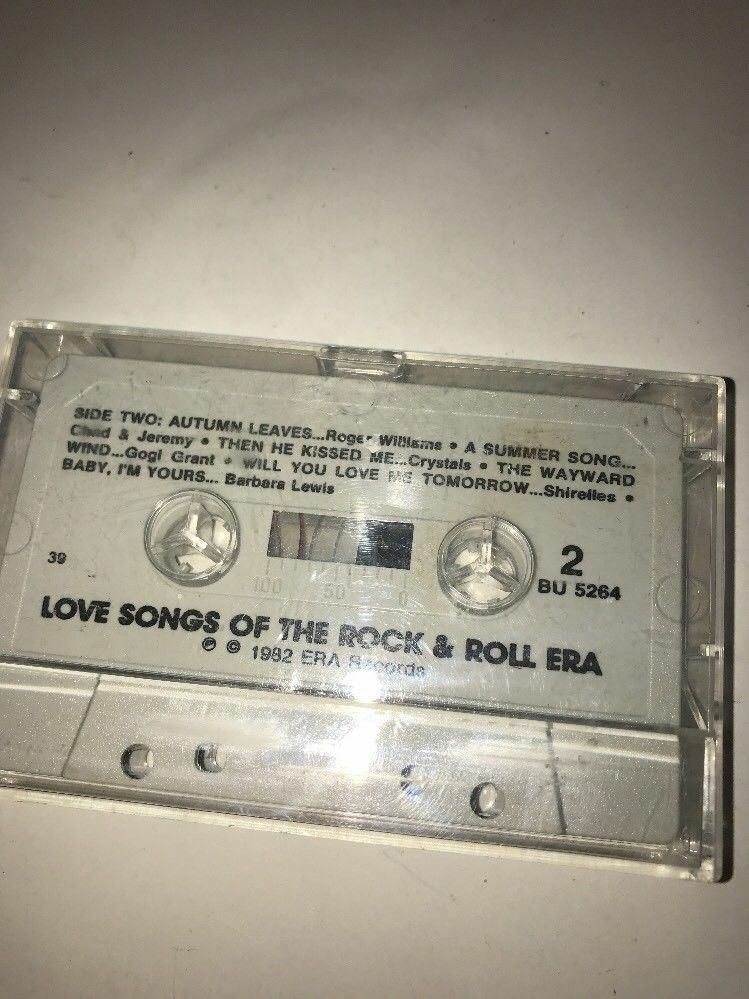 SIDE TWO: AUTUMN LEAVES...Roger Williams • A SUMMER SONG...
Chad & Jeremy • THEN HE KISSED ME...Crystals • THE WAYWARD
WIND...Gogi Grant • WILL YOU LOVE ME TOMORROW...Shirelles •
BABY, I'M YOURS... Barbara Lewis
39
2
BU 5264
100 50 0
LOVE SONGS OF THE ROCK & ROLL ERA
℗ © 1982 ERA Records